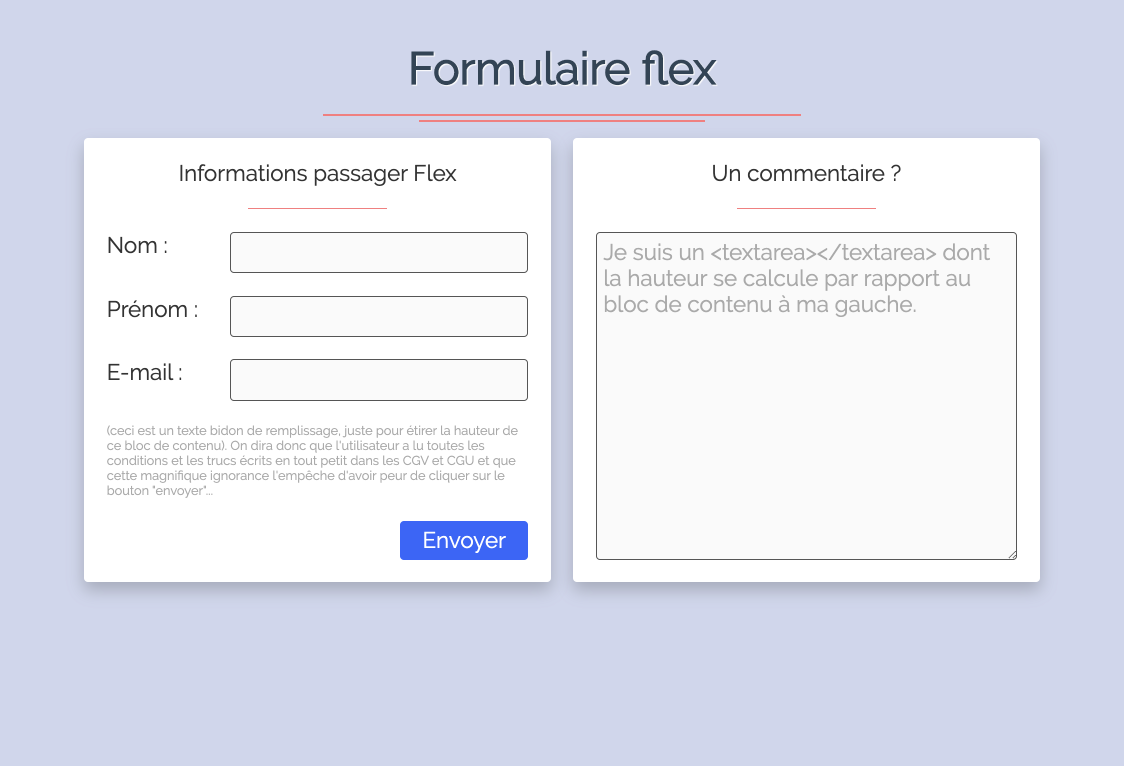 Formulaire flex
Informations passager Flex
Nom :
Prénom :
E-mail :
(ceci est un texte bidon de remplissage, juste pour étirer la hauteur de
ce bloc de contenu). On dira donc que l'utilisateur a lu toutes les
conditions et les trucs écrits en tout petit dans les CGV et CGU et que
cette magnifique ignorance l'empêche d'avoir peur de cliquer sur le
bouton "envoyer"...
Envoyer
Un commentaire ?
Je suis un <textarea></textarea> dont
la hauteur se calcule par rapport au
bloc de contenu à ma gauche.